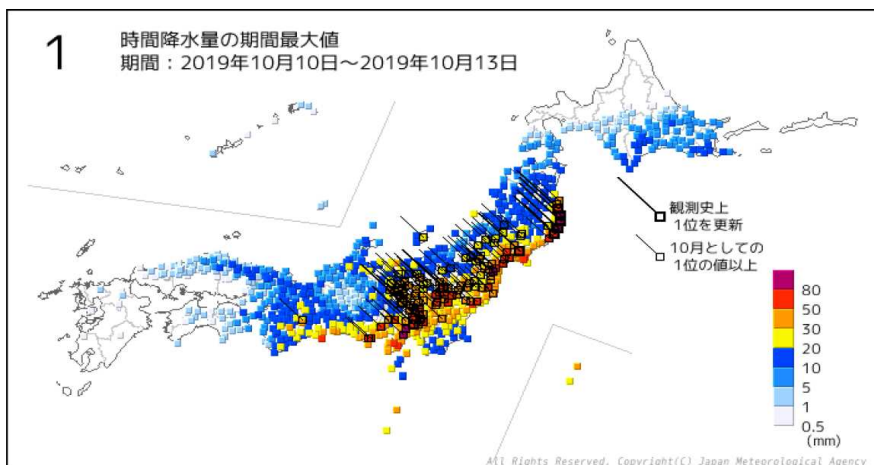 1
時間降水量の期間最大値
期間：2019年10月10日～2019年10月13日
観測史上
1位を更新
10月としての
1位の値以上
80
50
30
20
10
5
1
0.5
(mm)
All Rights Reserved. Copyright(C) Japan Meteorological Agency